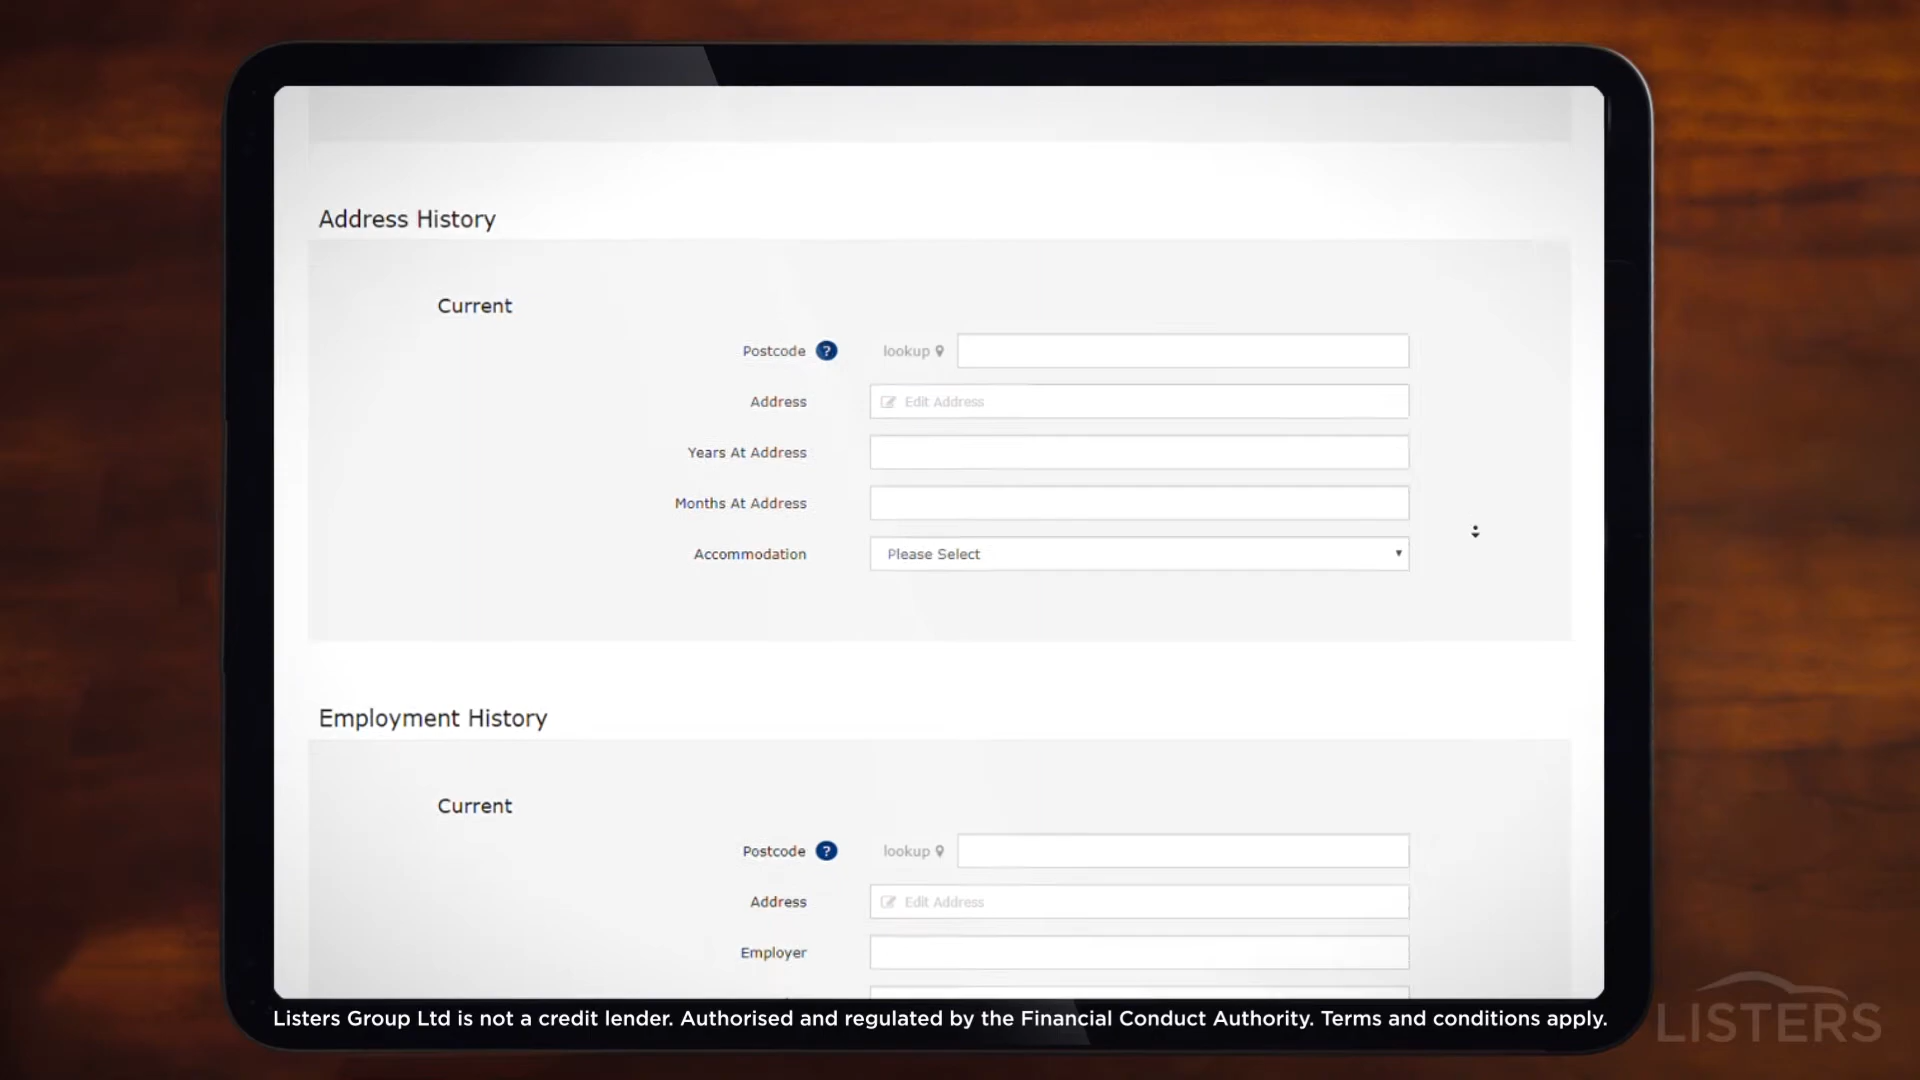 Address History
Current
Postcode ? lookup
Address Edit Address
Years At Address
Months At Address
Accommodation Please Select
Employment History
Current
Postcode ? lookup
Address Edit Address
Employer
Listers Group Ltd is not a credit lender. Authorised and regulated by the Financial Conduct Authority. Terms and conditions apply.
LISTERS